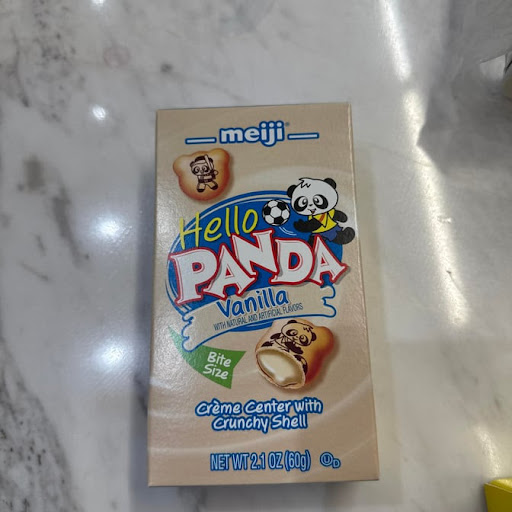 meiji®
Hello
PANDA
Vanilla
WITH NATURAL AND ARTIFICIAL FLAVORS
Bite
Size
Crème Center with
Crunchy Shell
NET WT 2.1 OZ (60g) U D